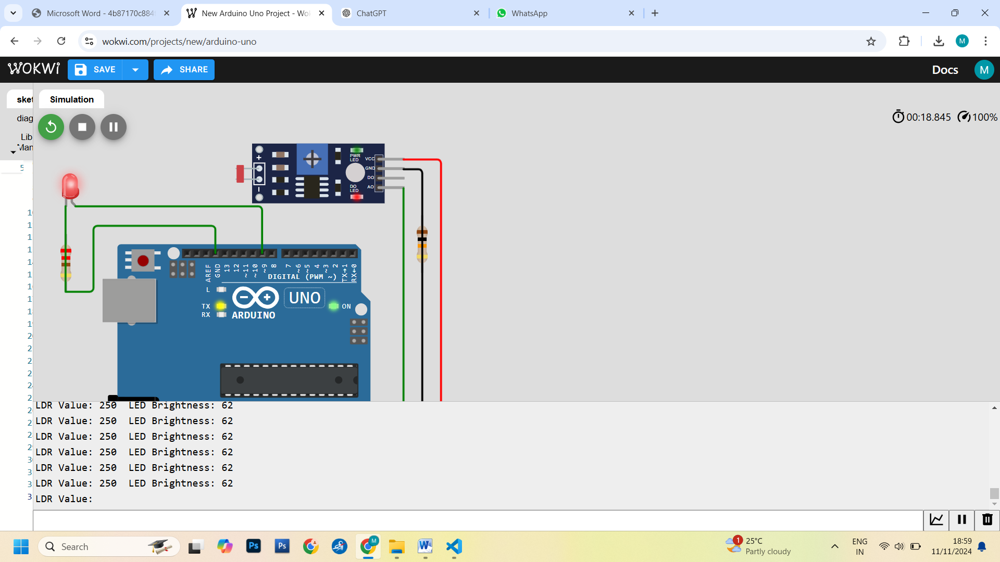 Microsoft Word - 4b87170c884
New Arduino Uno Project - Wok
ChatGPT
WhatsApp
wokwi.com/projects/new/arduino-uno
WOKWi
SAVE
SHARE
Docs
M
sket
Simulation
diag
Lib
Man
00:18.845
100%
5
+
PWR
LED
VCC
GND
DO
AO
DO
LED
AREF
GND
13
12
~11
~10
~9
8
7
~6
~5
4
~3
2
TX→1
RX←0
DIGITAL (PWM ~)
L
TX
RX
UNO
ON
ARDUINO
LDR Value: 250 LED Brightness: 62
LDR Value: 250 LED Brightness: 62
LDR Value: 250 LED Brightness: 62
LDR Value: 250 LED Brightness: 62
LDR Value: 250 LED Brightness: 62
LDR Value: 250 LED Brightness: 62
LDR Value:
Search
25°C
Partly cloudy
ENG
IN
18:59
11/11/2024